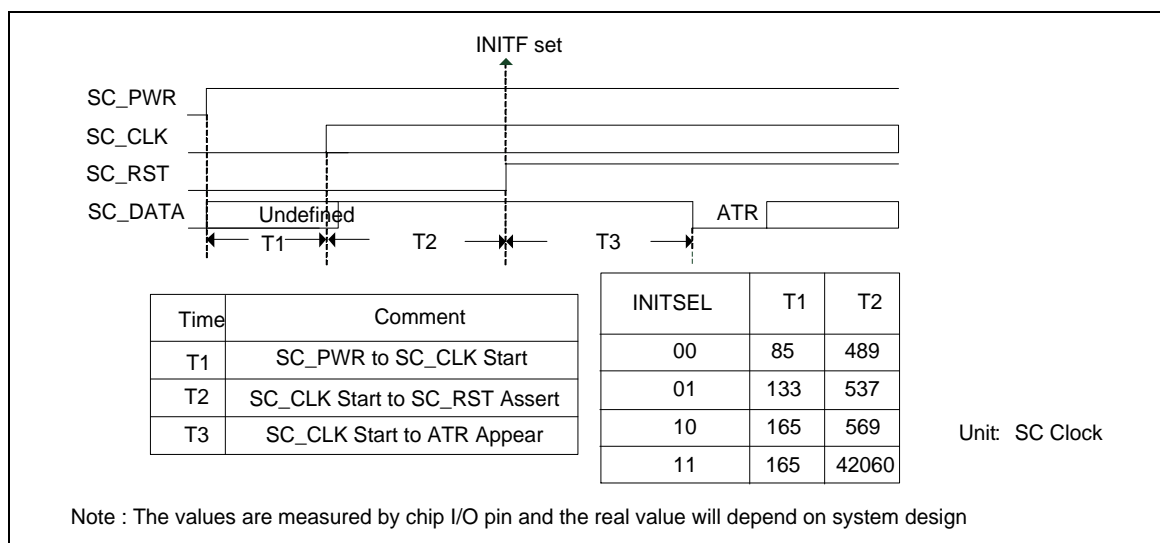 INITF set
SC_PWR
SC_CLK
SC_RST
SC_DATA Undefined ATR
T1 T2 T3
Time Comment
T1 SC_PWR to SC_CLK Start
T2 SC_CLK Start to SC_RST Assert
T3 SC_CLK Start to ATR Appear
INITSEL T1 T2
00 85 489
01 133 537
10 165 569
11 165 42060
Unit: SC Clock
Note : The values are measured by chip I/O pin and the real value will depend on system design